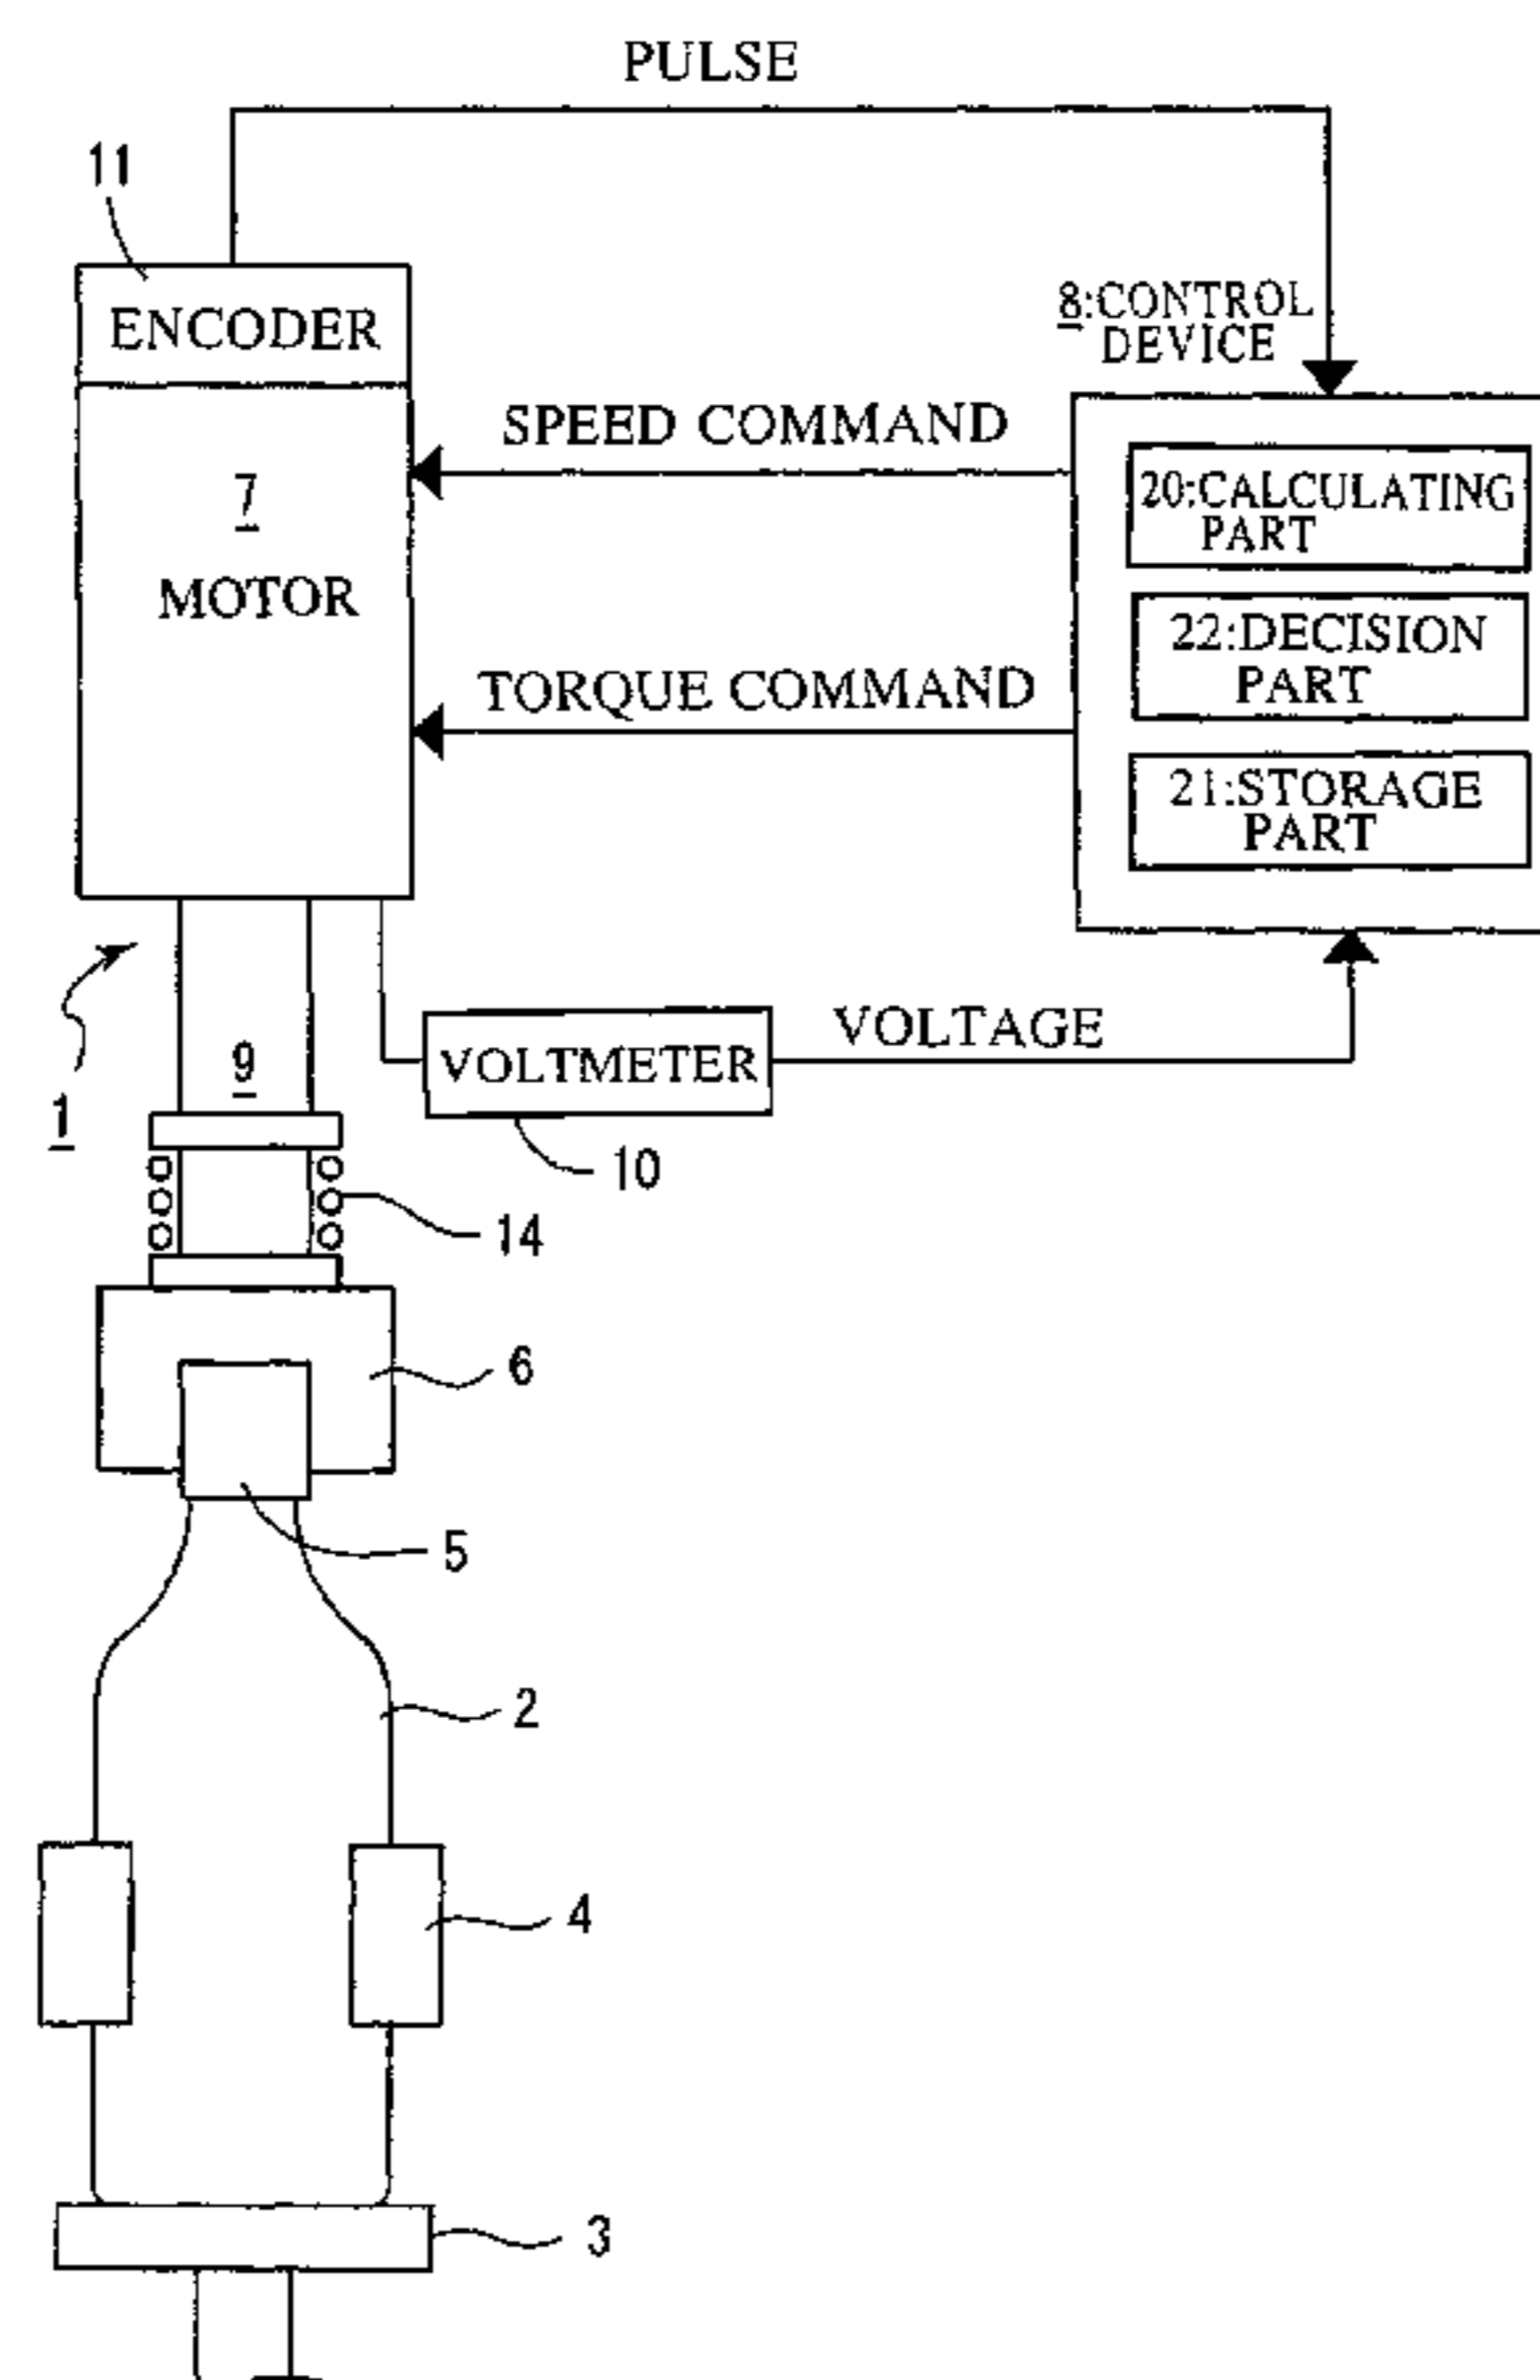 PULSE
11
ENCODER
8:CONTROL
DEVICE
SPEED COMMAND
7
MOTOR
20:CALCULATING
PART
22:DECISION
PART
TORQUE COMMAND
21:STORAGE
PART
1
9
VOLTMETER
VOLTAGE
10
14
6
5
2
4
3